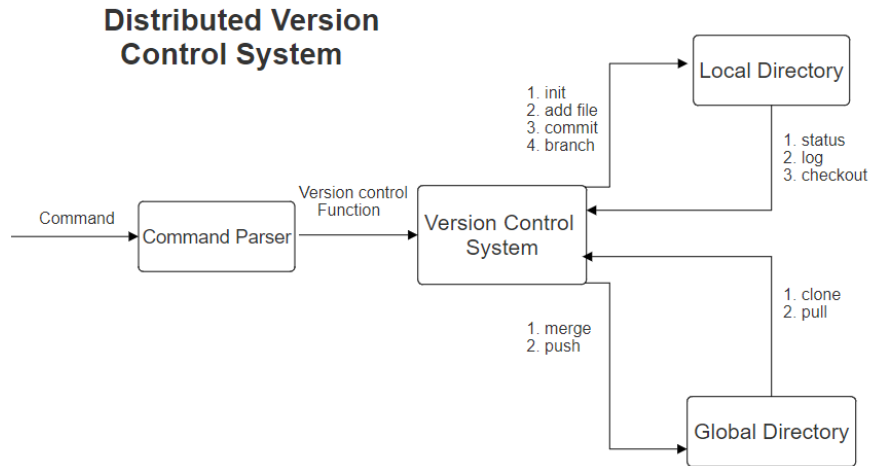 Distributed Version
Control System
Local Directory
1. init
2. add file
3. commit
4. branch
1. status
2. log
3. checkout
Version control
Function
Command
Command Parser
Version Control
System
1. clone
2. pull
1. merge
2. push
Global Directory